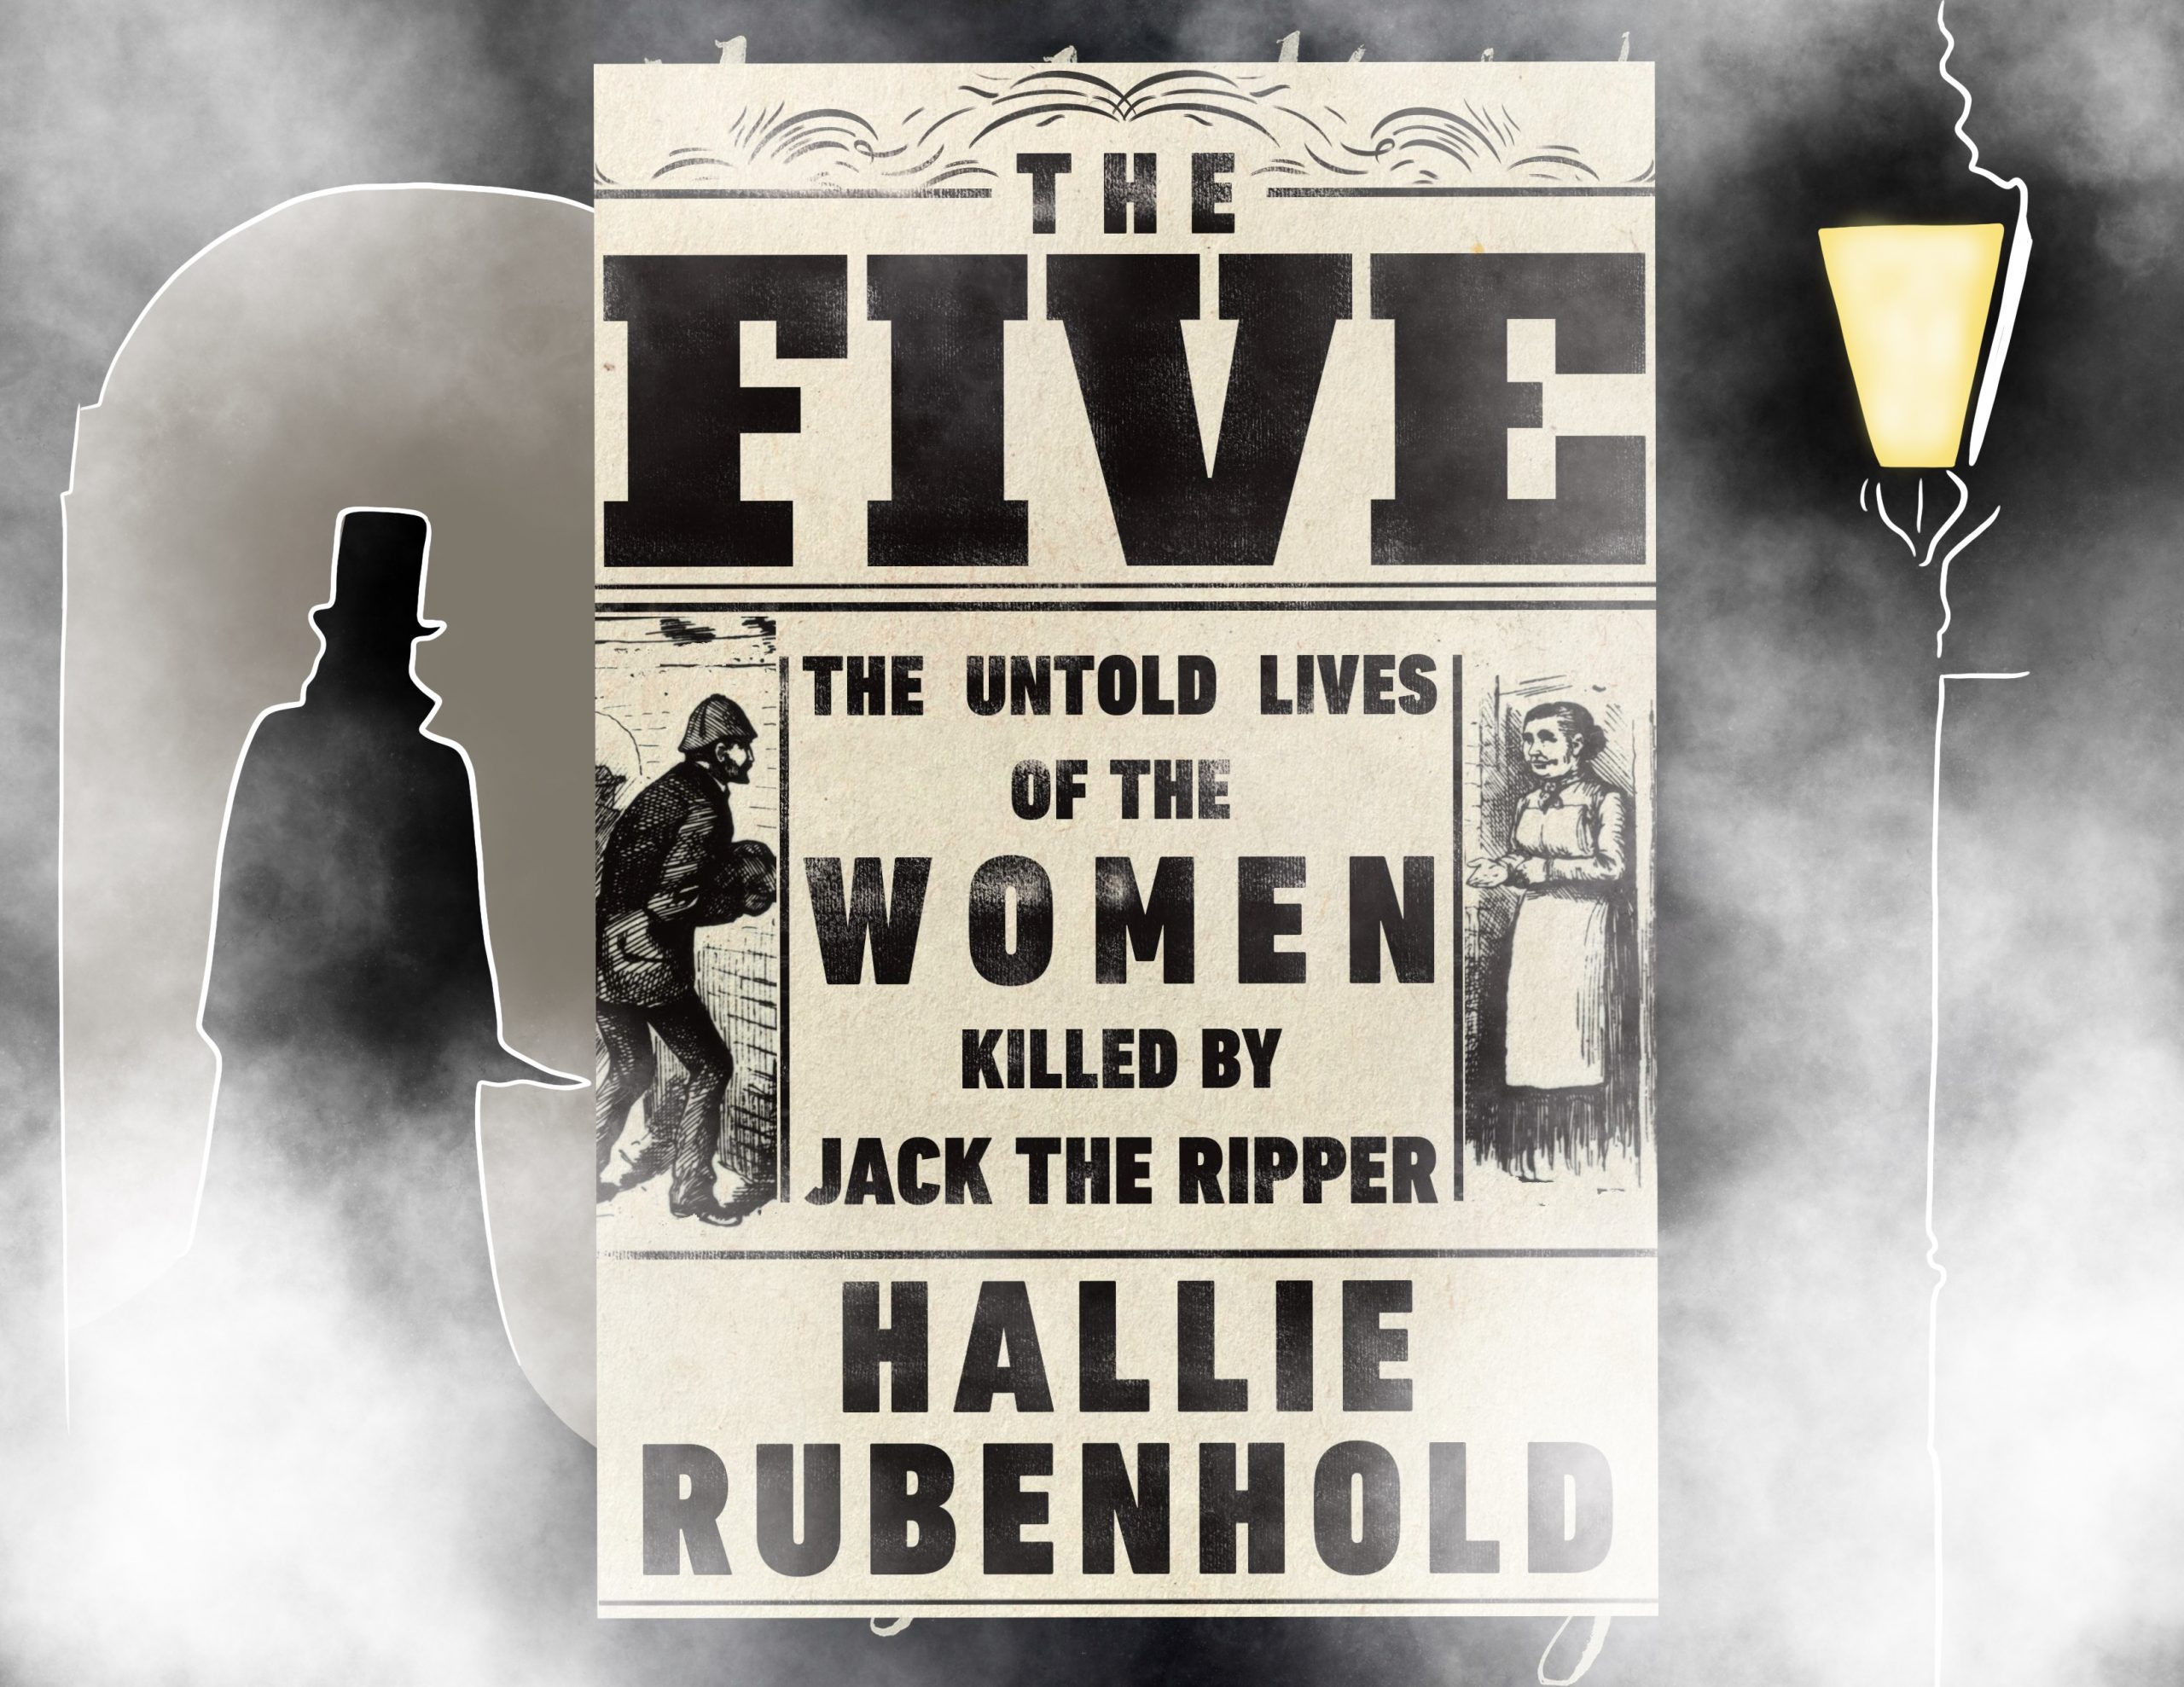 THE
FIVE
THE UNTOLD LIVES
OF THE
WOMEN
KILLED BY
JACK THE RIPPER
HALLIE
RUBENHOLD